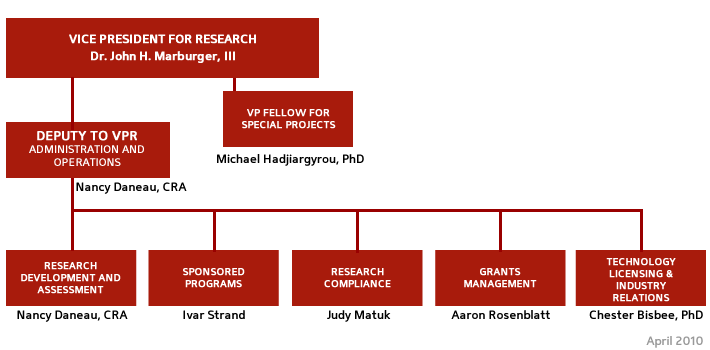 VICE PRESIDENT FOR RESEARCH
Dr. John H. Marburger, III
VP FELLOW FOR
SPECIAL PROJECTS
Michael Hadjiargyrou, PhD
DEPUTY TO VPR
ADMINISTRATION AND
OPERATIONS
Nancy Daneau, CRA
RESEARCH
DEVELOPMENT AND
ASSESSMENT
Nancy Daneau, CRA
SPONSORED
PROGRAMS
Ivar Strand
RESEARCH
COMPLIANCE
Judy Matuk
GRANTS
MANAGEMENT
Aaron Rosenblatt
TECHNOLOGY
LICENSING &
INDUSTRY
RELATIONS
Chester Bisbee, PhD
April 2010